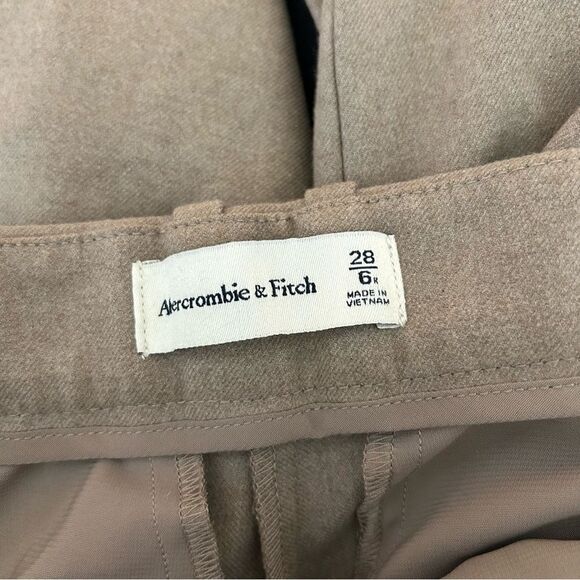 Abercrombie & Fitch
28
6R
MADE IN
VIETNAM